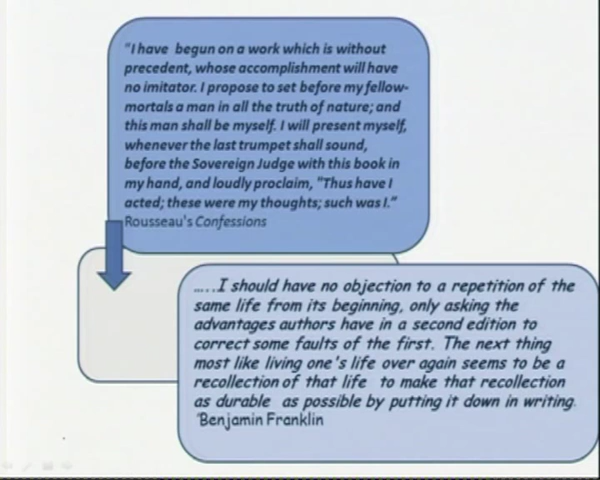 "I have begun on a work which is without
precedent, whose accomplishment will have
no imitator. I propose to set before my fellow-
mortals a man in all the truth of nature; and
this man shall be myself. I will present myself,
whenever the last trumpet shall sound,
before the Sovereign Judge with this book in
my hand, and loudly proclaim, "Thus have I
acted; these were my thoughts; such was I."
Rousseau's Confessions
.....I should have no objection to a repetition of the
same life from its beginning, only asking the
advantages authors have in a second edition to
correct some faults of the first. The next thing
most like living one's life over again seems to be a
recollection of that life to make that recollection
as durable as possible by putting it down in writing.
"Benjamin Franklin